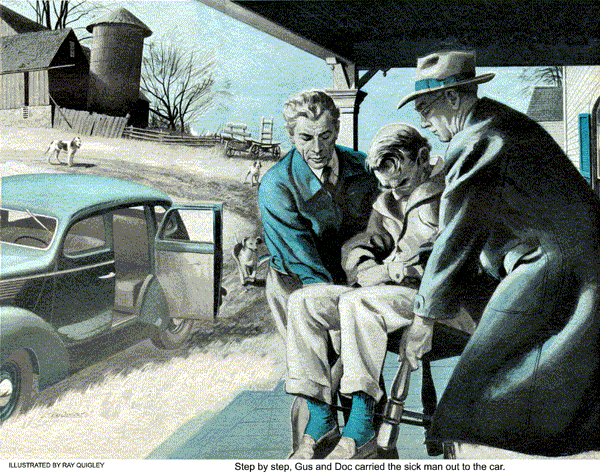 ILLUSTRATED BY RAY QUIGLEY
Step by step, Gus and Doc carried the sick man out to the car.